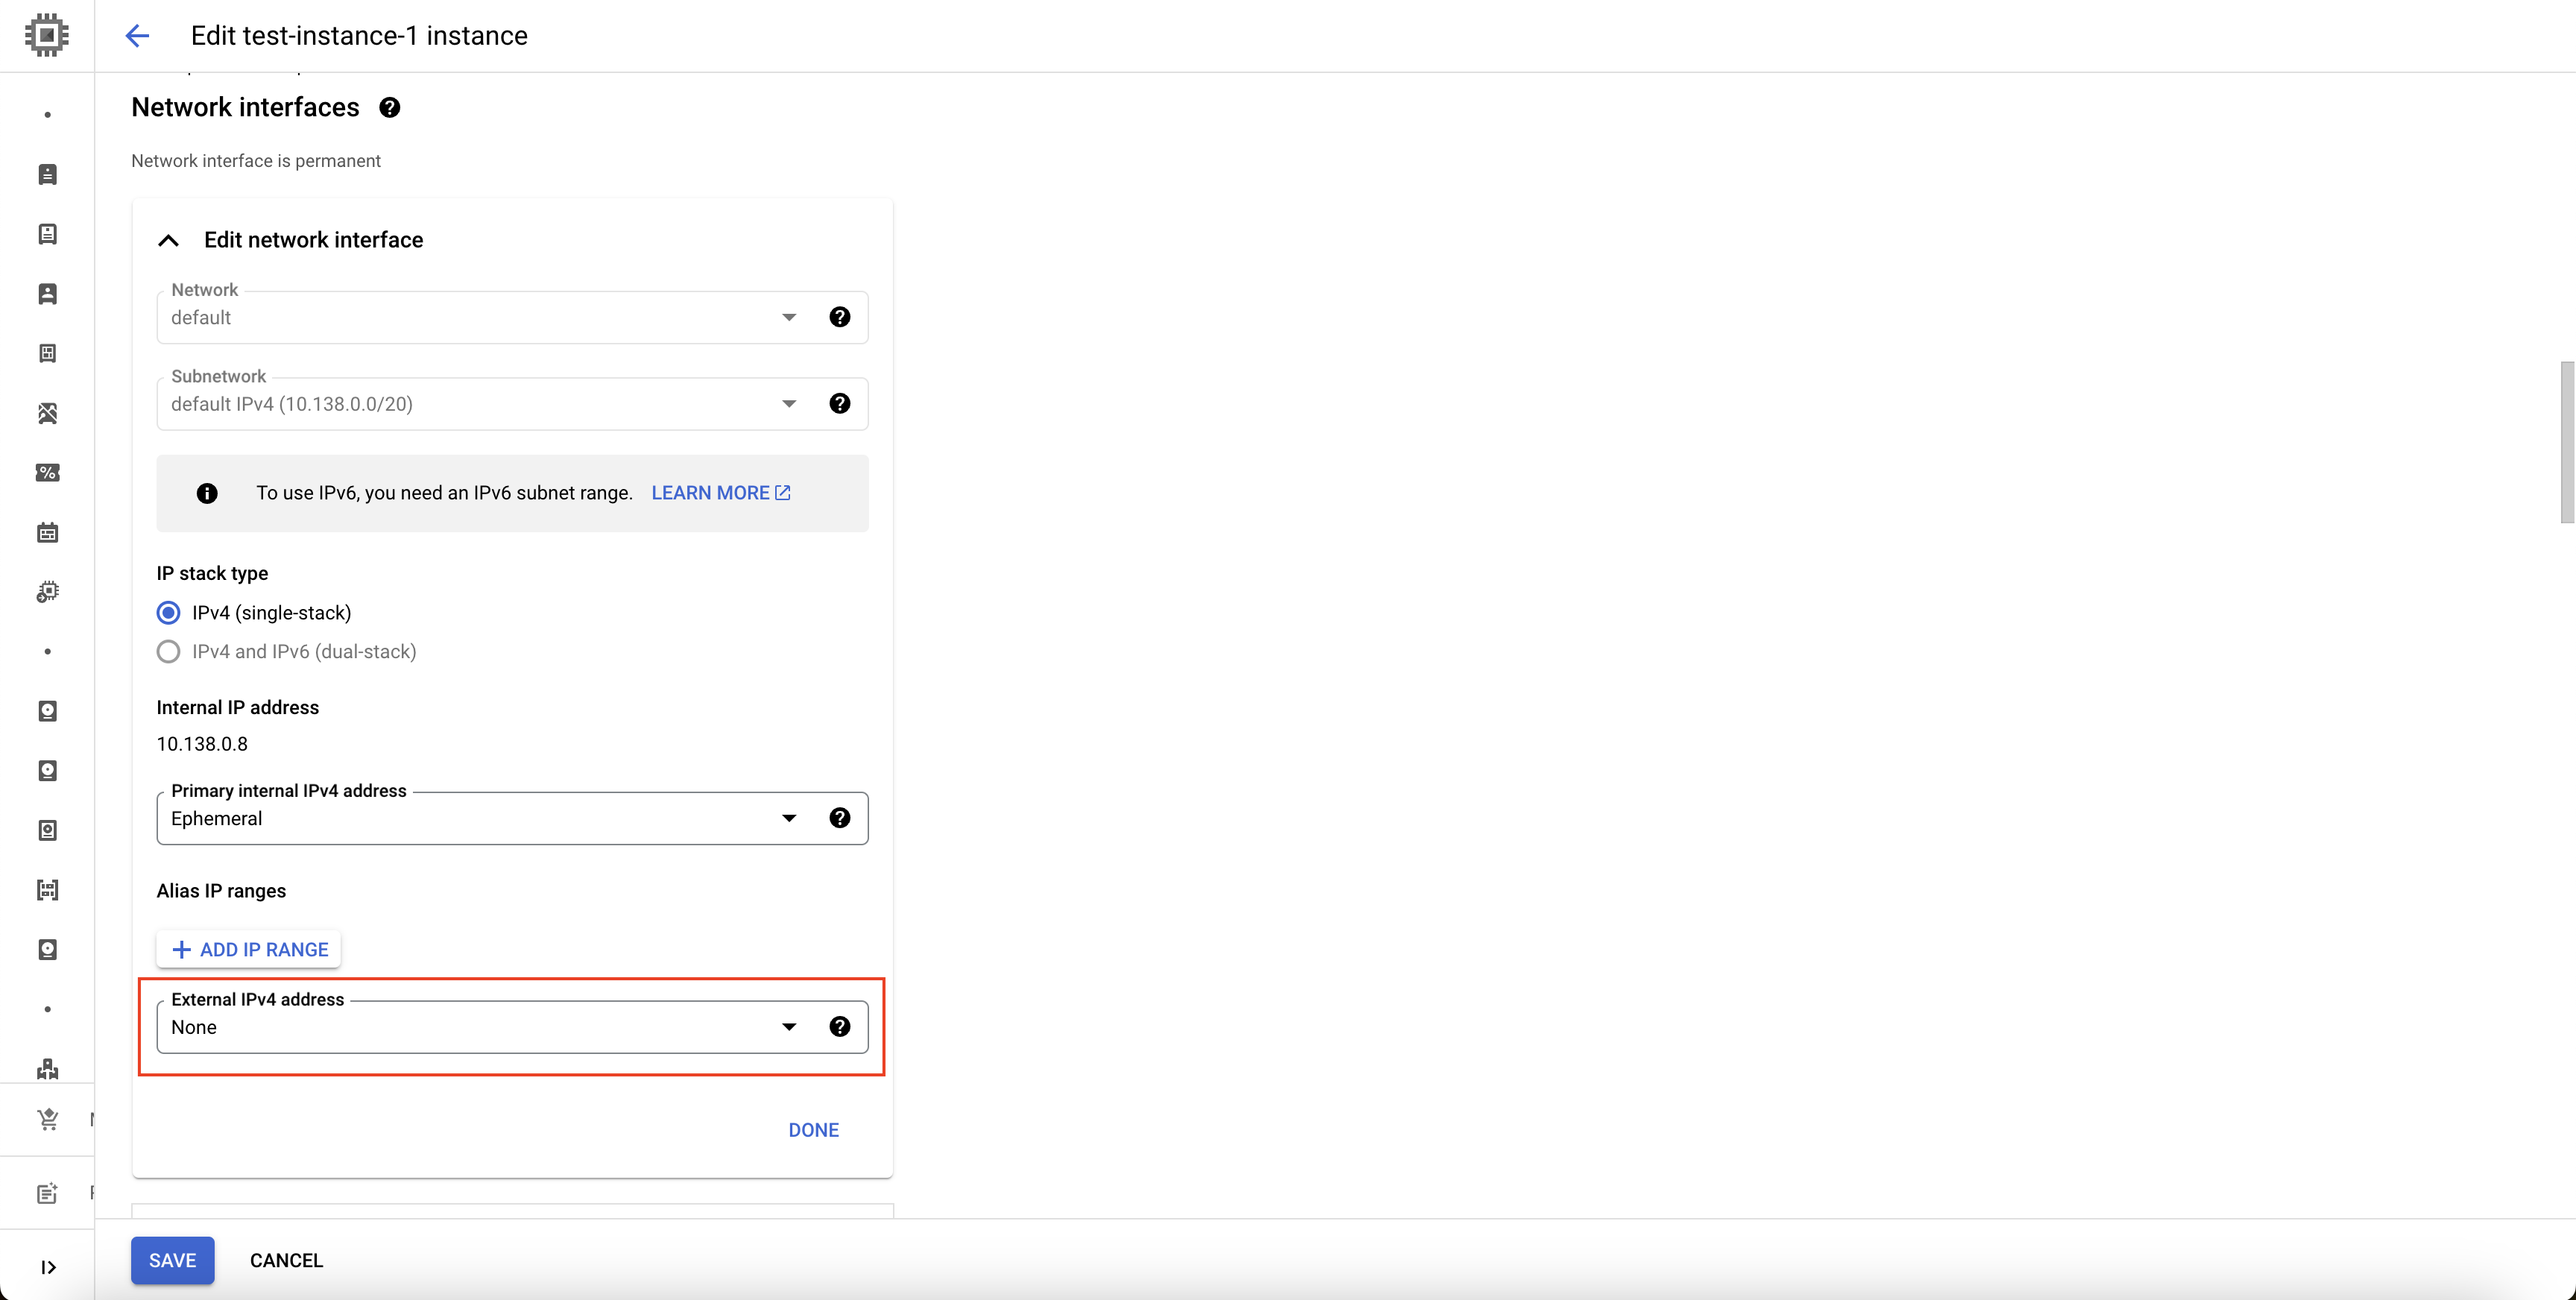 Edit test-instance-1 instance
Network interfaces
Network interface is permanent
Edit network interface
Network
default
Subnetwork
default IPv4 (10.138.0.0/20)
To use IPv6, you need an IPv6 subnet range. LEARN MORE
IP stack type
IPv4 (single-stack)
IPv4 and IPv6 (dual-stack)
Internal IP address
10.138.0.8
Primary internal IPv4 address
Ephemeral
Alias IP ranges
ADD IP RANGE
External IPv4 address
None
DONE
SAVE CANCEL